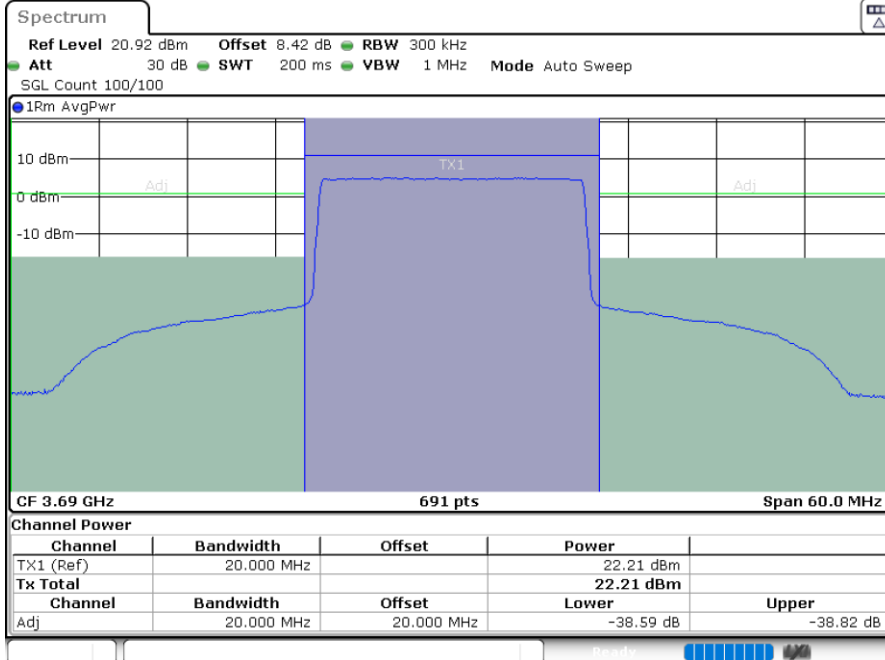 Spectrum
Ref Level 20.92 dBm Offset 8.42 dB RBW 300 kHz
Att 30 dB SWT 200 ms VBW 1 MHz Mode Auto Sweep
SGL Count 100/100
1Rm AvgPwr
10 dBm
TX1
Adj Adj
0 dBm
-10 dBm
CF 3.69 GHz 691 pts Span 60.0 MHz
Channel Power
Channel Bandwidth Offset Power
TX1 (Ref) 20.000 MHz 22.21 dBm
Tx Total 22.21 dBm
Channel Bandwidth Offset Lower Upper
Adj 20.000 MHz 20.000 MHz -38.59 dB -38.82 dB
Ready